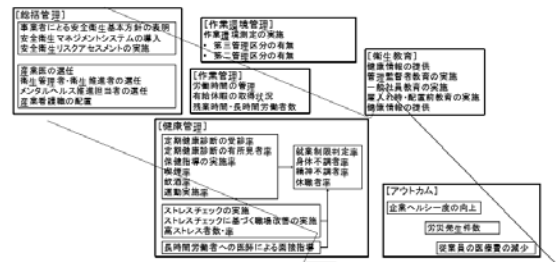 [総括管理]
事業者による安全衛生基本方針の表明
安全衛生マネジメントシステムの導入
安全衛生リスクアセスメントの実施
産業医の選任
衛生管理者・衛生推進者の選任
メンタルヘルス推進担当者の選任
産業看護職の配置
[作業環境管理]
作業環境測定の実施
・ 第三管理区分の有無
・ 第二管理区分の有無
[作業管理]
労働時間の管理
有給休暇の取得状況
残業時間・長時間労働者数
[衛生教育]
健康情報の提供
管理監督者教育の実施
一般社員教育の実施
雇入れ時・配置前教育の実施
健康情報の提供
[健康管理]
定期健康診断の受診率
定期健康診断の有所見者率
保健指導の実施率
喫煙率
飲酒率
運動実施率
就業制限判定率
身体不調者率
精神不調者率
休職者率
ストレスチェックの実施
ストレスチェックに基づく職場改善の実施
高ストレス者数・率
長時間労働者への医師による面接指導
[アウトカム]
企業ヘルシー度の向上
労災発生件数
従業員の医療費の減少